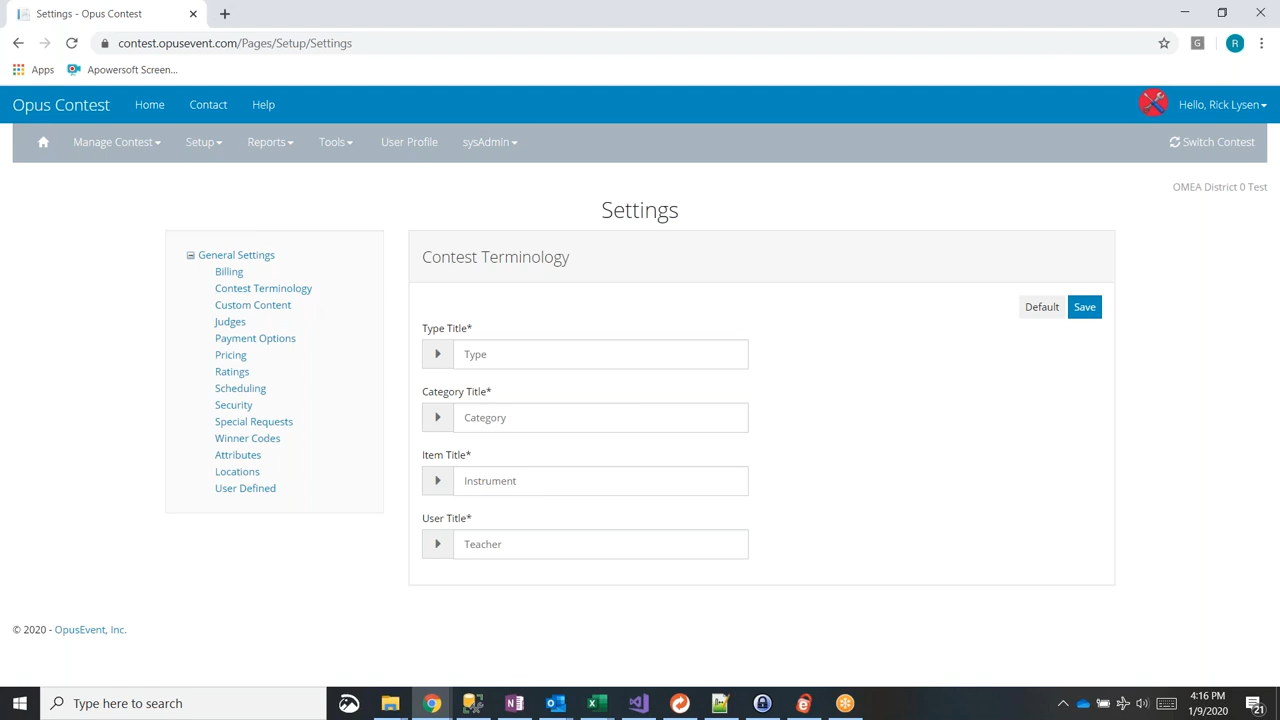 Settings - Opus Contest
contest.opusevent.com/Pages/Setup/Settings
G
R
Apps
Apowersoft Screen...
Opus Contest
Home
Contact
Help
Hello, Rick Lysen
Manage Contest
Setup
Reports
Tools
User Profile
sysAdmin
Switch Contest
OMEA District 0 Test
Settings
General Settings
Billing
Contest Terminology
Custom Content
Judges
Payment Options
Pricing
Ratings
Scheduling
Security
Special Requests
Winner Codes
Attributes
Locations
User Defined
Contest Terminology
Default
Save
Type Title*
Type
Category Title*
Category
Item Title*
Instrument
User Title*
Teacher
© 2020 - OpusEvent, Inc.
Type here to search
4:16 PM
1/9/2020
21